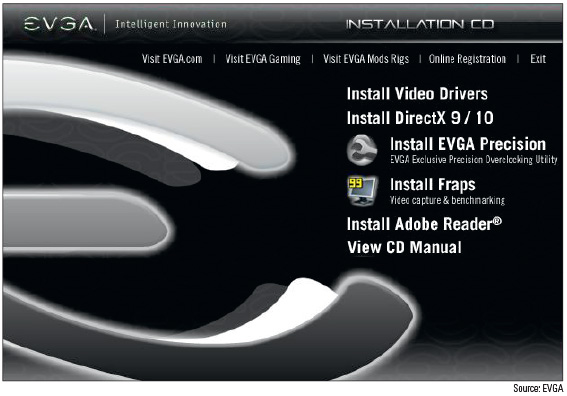 EVGA. | Intelligent Innovation INSTALLATION CD
Visit EVGA.com | Visit EVGA Gaming | Visit EVGA Mods Rigs | Online Registration | Exit
Install Video Drivers
Install DirectX 9 / 10
Install EVGA Precision
EVGA Exclusive Precision Overclocking Utility
99
Install Fraps
Video capture & benchmarking
Install Adobe Reader®
View CD Manual
Source: EVGA